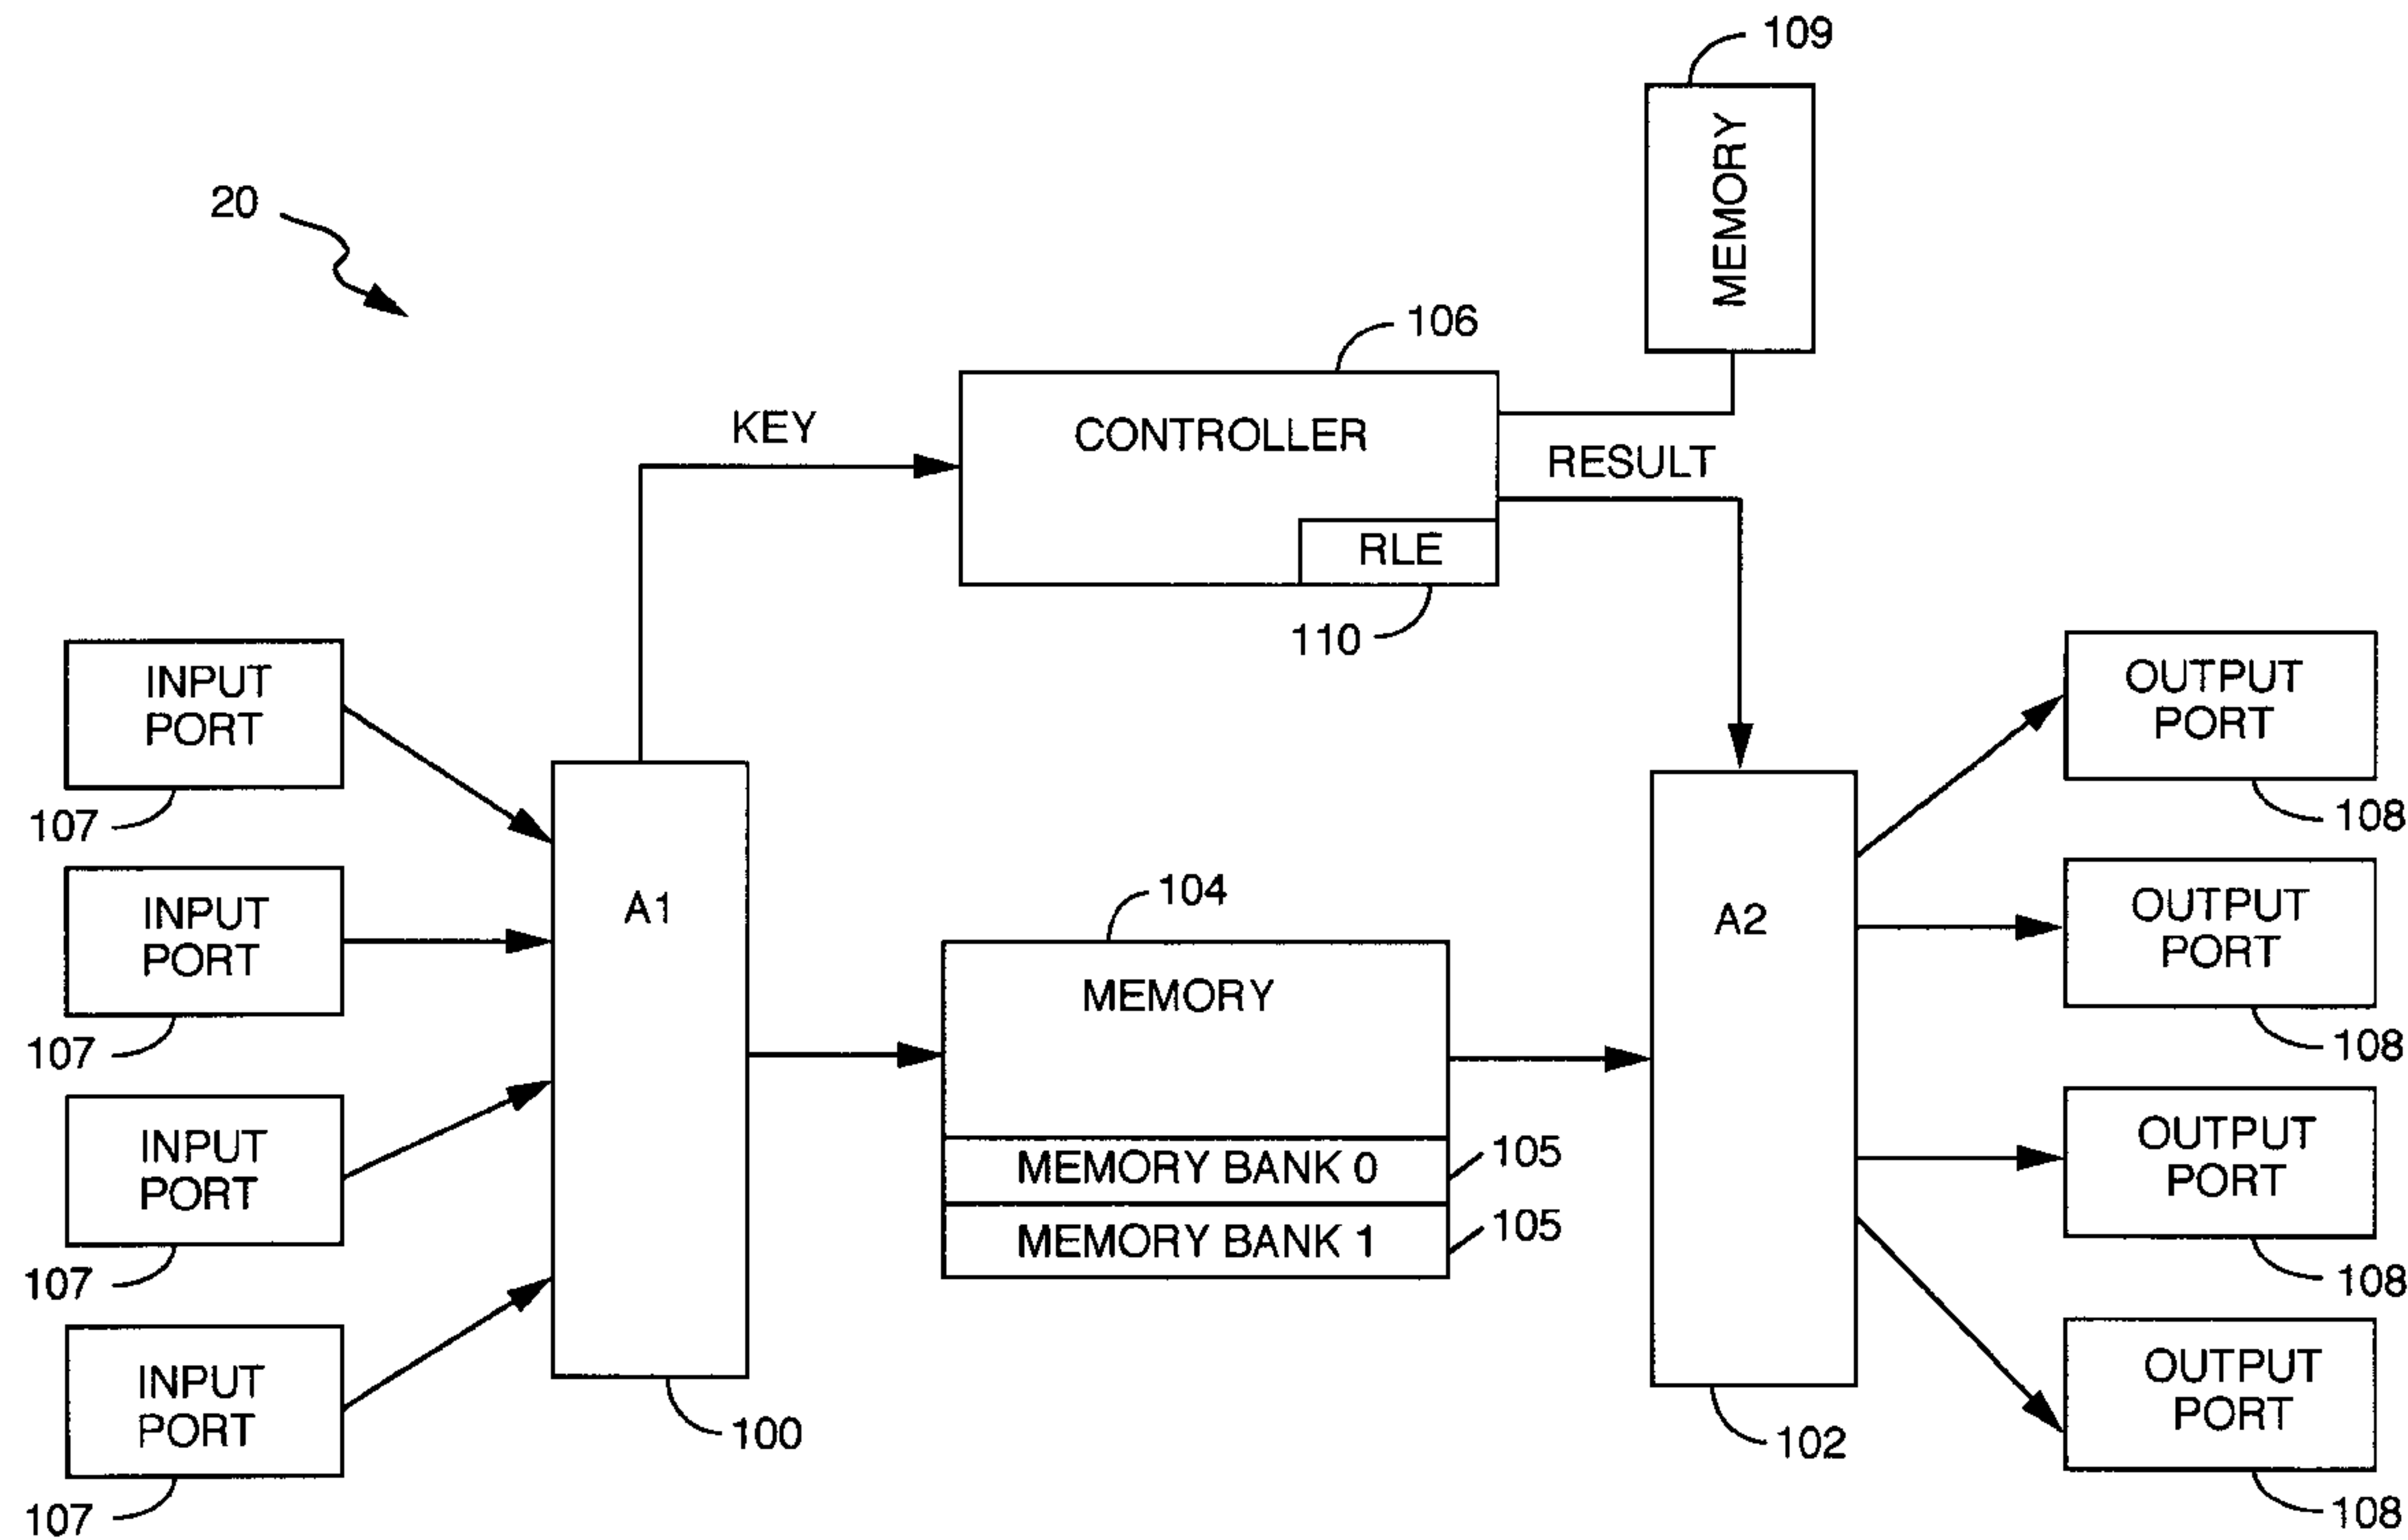 109
MEMORY
20
106
KEY
CONTROLLER
RESULT
RLE
110
INPUT
PORT
107
INPUT
PORT
107
INPUT
PORT
107
INPUT
PORT
107
A1
100
104
MEMORY
MEMORY BANK 0
105
MEMORY BANK 1
105
A2
102
OUTPUT
PORT
108
OUTPUT
PORT
108
OUTPUT
PORT
108
OUTPUT
PORT
108